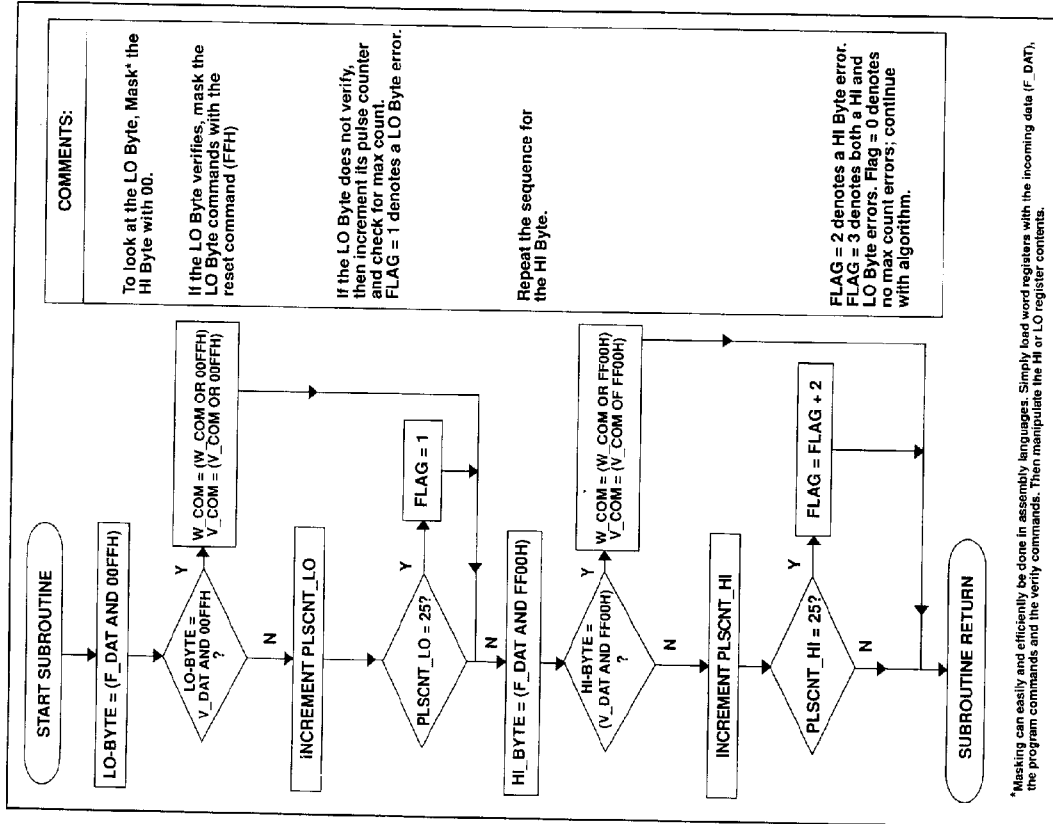 START SUBROUTINE
LO-BYTE = (F_DAT AND 00FFH)
LO-BYTE =
V_DAT AND 00FFH
?
Y
N
W_COM = (W_COM OR 00FFH)
V_COM = (V_COM OR 00FFH)
INCREMENT PLSCNT_LO
PLSCNT_LO = 25?
Y
N
FLAG = 1
HI_BYTE = (F_DAT AND FF00H)
HI-BYTE =
(V_DAT AND FF00H)
?
Y
N
W_COM = (W_COM OR FF00H)
V_COM = (V_COM OF FF00H)
INCREMENT PLSCNT_HI
PLSCNT_HI = 25?
Y
N
FLAG = FLAG + 2
SUBROUTINE RETURN
COMMENTS:
To look at the LO Byte, Mask* the
HI Byte with 00.
If the LO Byte verifies, mask the
LO Byte commands with the
reset command (FFH)
If the LO Byte does not verify,
then increment its pulse counter
and check for max count.
FLAG = 1 denotes a LO Byte error.
Repeat the sequence for
the HI Byte.
FLAG = 2 denotes a HI Byte error.
FLAG = 3 denotes both a HI and
LO Byte errors. Flag = 0 denotes
no max count errors; continue
with algorithm.
*Masking can easily and efficiently be done in assembly languages. Simply load word registers with the incoming data (F_DAT),
the program commands and the verify commands. Then manipulate the HI or LO register contents.